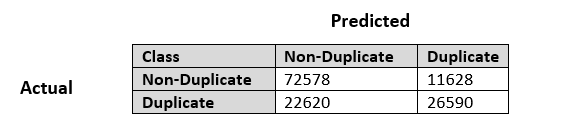 Predicted
Class Non-Duplicate Duplicate
Actual
Non-Duplicate 72578 11628
Duplicate 22620 26590